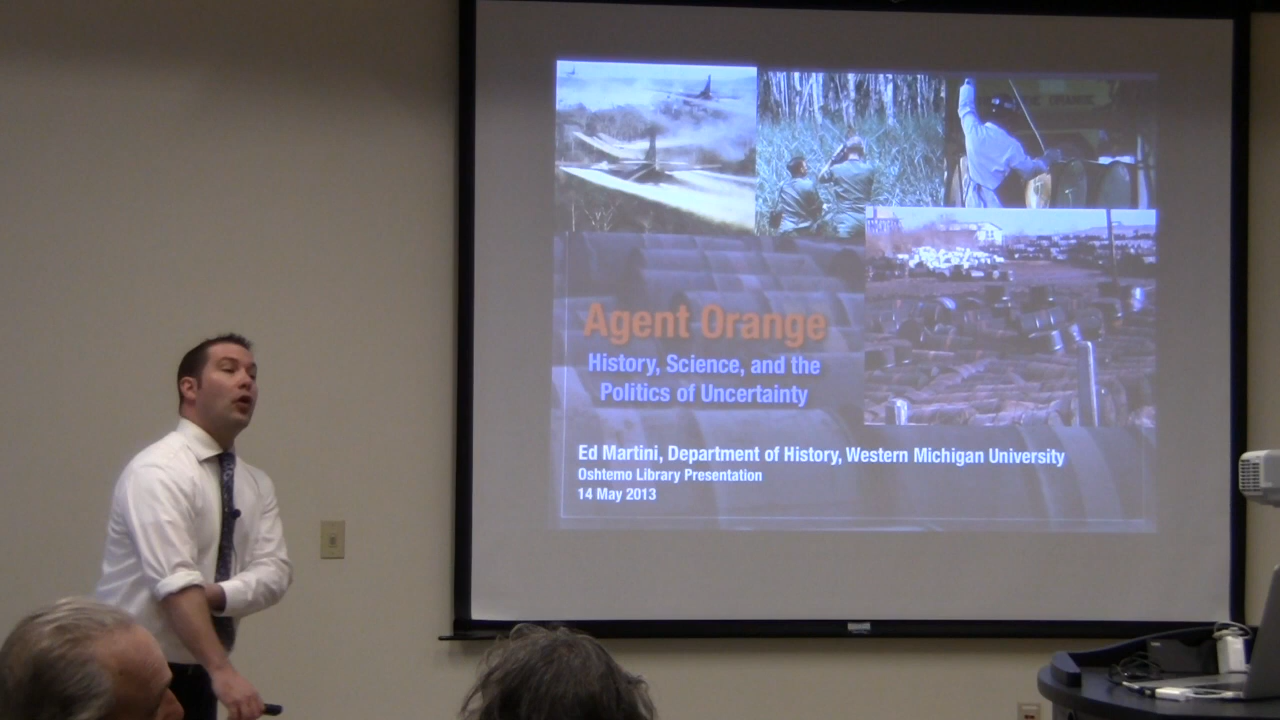 Agent Orange
History, Science, and the
Politics of Uncertainty
Ed Martini, Department of History, Western Michigan University
Oshtemo Library Presentation
14 May 2013